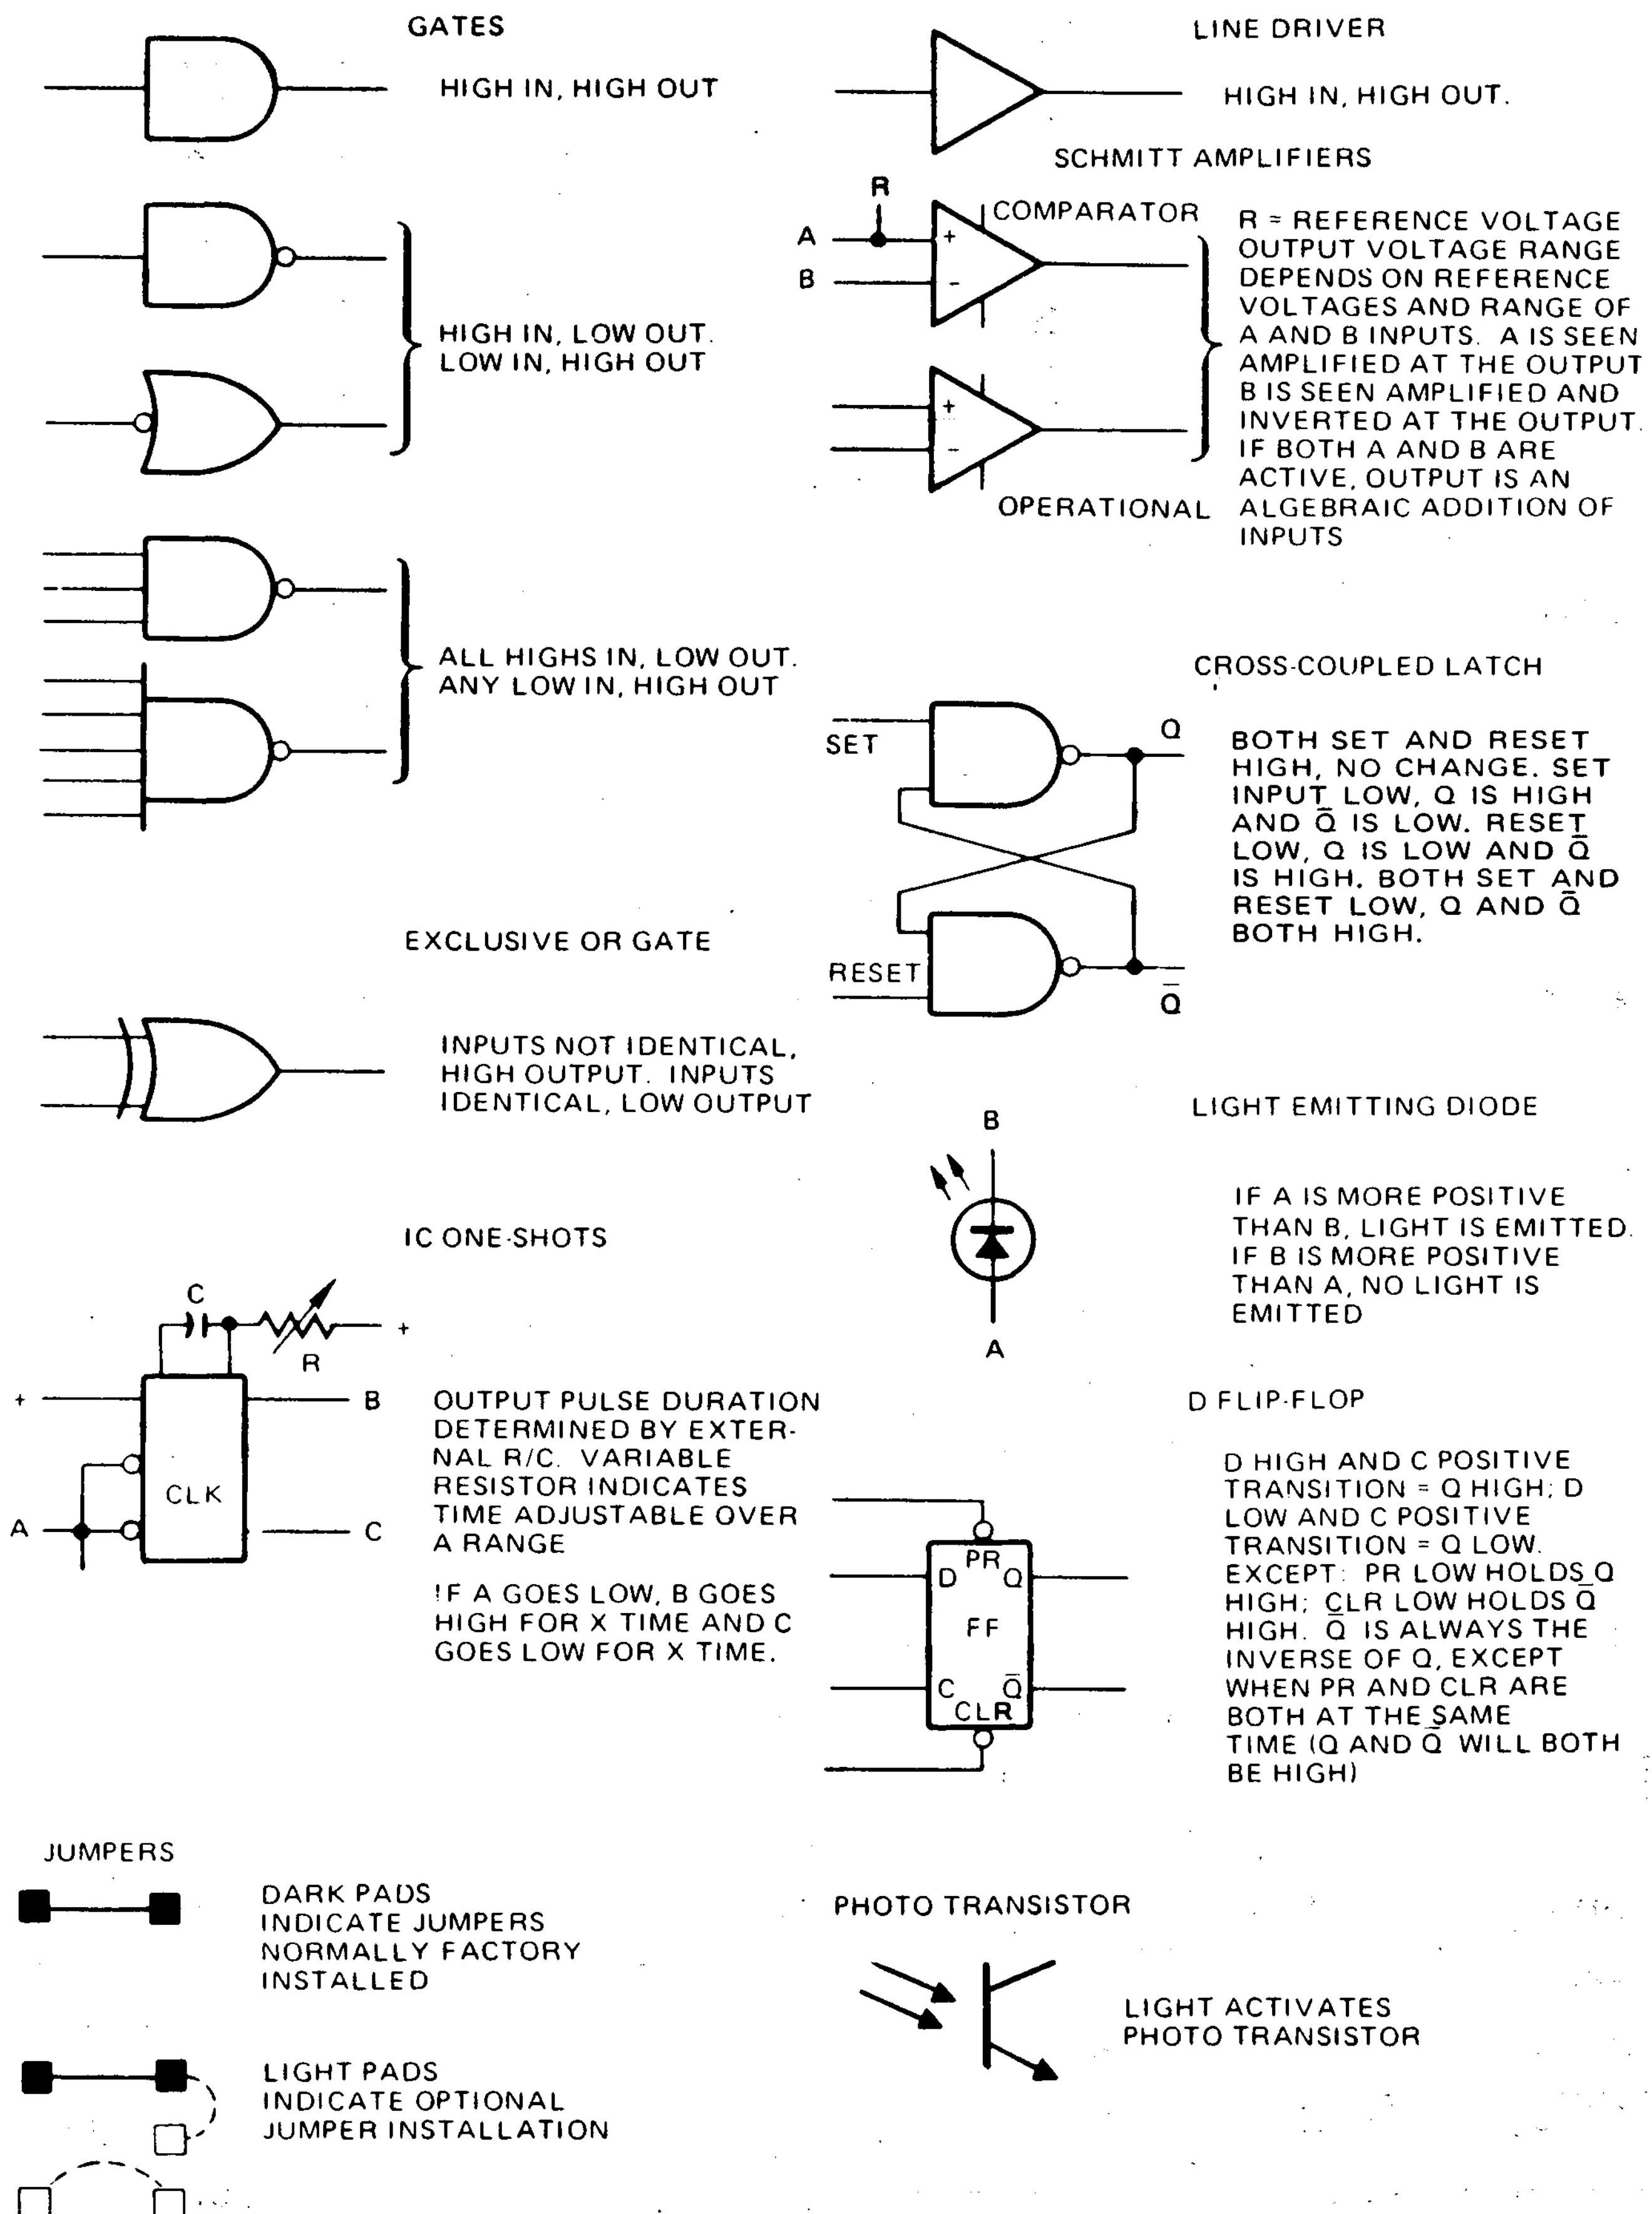 GATES
HIGH IN, HIGH OUT
HIGH IN, LOW OUT.
LOW IN, HIGH OUT
ALL HIGHS IN, LOW OUT.
ANY LOW IN, HIGH OUT
EXCLUSIVE OR GATE
INPUTS NOT IDENTICAL,
HIGH OUTPUT. INPUTS
IDENTICAL, LOW OUTPUT
IC ONE-SHOTS
C
R
+
+
B
CLK
A
C
OUTPUT PULSE DURATION
DETERMINED BY EXTER-
NAL R/C. VARIABLE
RESISTOR INDICATES
TIME ADJUSTABLE OVER
A RANGE
IF A GOES LOW, B GOES
HIGH FOR X TIME AND C
GOES LOW FOR X TIME.
JUMPERS
DARK PADS
INDICATE JUMPERS
NORMALLY FACTORY
INSTALLED
LIGHT PADS
INDICATE OPTIONAL
JUMPER INSTALLATION
LINE DRIVER
HIGH IN, HIGH OUT.
SCHMITT AMPLIFIERS
R
COMPARATOR
A
+
B
-
+
-
OPERATIONAL
R = REFERENCE VOLTAGE
OUTPUT VOLTAGE RANGE
DEPENDS ON REFERENCE
VOLTAGES AND RANGE OF
A AND B INPUTS. A IS SEEN
AMPLIFIED AT THE OUTPUT
B IS SEEN AMPLIFIED AND
INVERTED AT THE OUTPUT.
IF BOTH A AND B ARE
ACTIVE, OUTPUT IS AN
ALGEBRAIC ADDITION OF
INPUTS
CROSS-COUPLED LATCH
SET
Q
RESET
Q̅
BOTH SET AND RESET
HIGH, NO CHANGE. SET
INPUT LOW, Q IS HIGH
AND Q̅ IS LOW. RESET
LOW, Q IS LOW AND Q̅
IS HIGH. BOTH SET AND
RESET LOW, Q AND Q̅
BOTH HIGH.
LIGHT EMITTING DIODE
B
A
IF A IS MORE POSITIVE
THAN B, LIGHT IS EMITTED.
IF B IS MORE POSITIVE
THAN A, NO LIGHT IS
EMITTED
D FLIP-FLOP
PR
D Q
FF
C Q̅
CLR
D HIGH AND C POSITIVE
TRANSITION = Q HIGH; D
LOW AND C POSITIVE
TRANSITION = Q LOW.
EXCEPT: PR LOW HOLDS Q
HIGH; CLR LOW HOLDS Q̅
HIGH. Q̅ IS ALWAYS THE
INVERSE OF Q, EXCEPT
WHEN PR AND CLR ARE
BOTH AT THE SAME
TIME (Q AND Q̅ WILL BOTH
BE HIGH)
PHOTO TRANSISTOR
LIGHT ACTIVATES
PHOTO TRANSISTOR